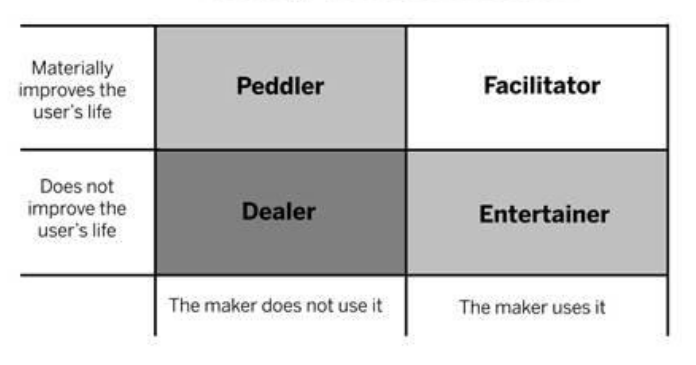 Materially
improves the
user's life
Peddler
Facilitator
Does not
improve the
user's life
Dealer
Entertainer
The maker does not use it
The maker uses it